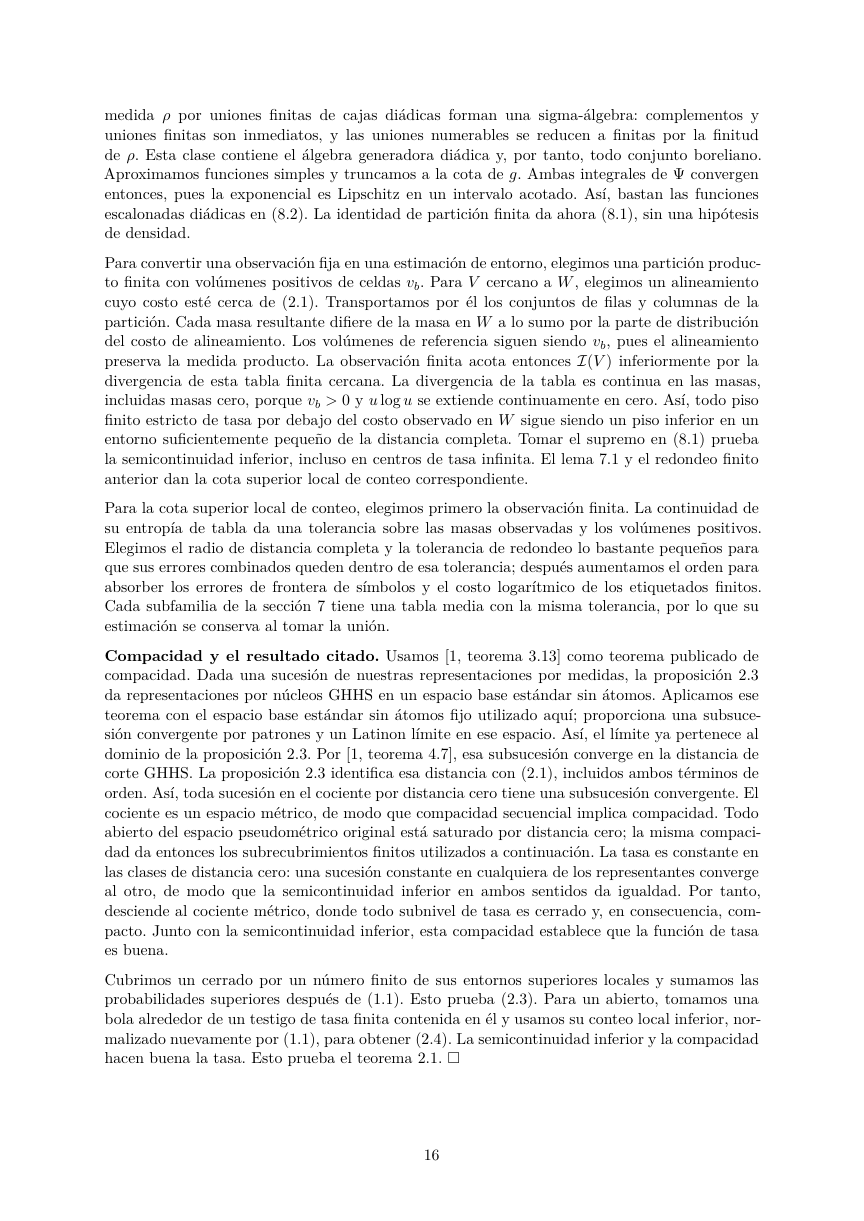 medida ρ por uniones finitas de cajas diádicas forman una sigma-álgebra: complementos y
uniones finitas son inmediatos, y las uniones numerables se reducen a finitas por la finitud
de ρ. Esta clase contiene el álgebra generadora diádica y, por tanto, todo conjunto boreliano.
Aproximamos funciones simples y truncamos a la cota de g. Ambas integrales de Ψ convergen
entonces, pues la exponencial es Lipschitz en un intervalo acotado. Así, bastan las funciones
escalonadas diádicas en (8.2). La identidad de partición finita da ahora (8.1), sin una hipótesis
de densidad.
Para convertir una observación fija en una estimación de entorno, elegimos una partición produc-
to finita con volúmenes positivos de celdas v_b. Para V cercano a W, elegimos un alineamiento
cuyo costo esté cerca de (2.1). Transportamos por él los conjuntos de filas y columnas de la
partición. Cada masa resultante difiere de la masa en W a lo sumo por la parte de distribución
del costo de alineamiento. Los volúmenes de referencia siguen siendo v_b, pues el alineamiento
preserva la medida producto. La observación finita acota entonces ℐ(V) inferiormente por la
divergencia de esta tabla finita cercana. La divergencia de la tabla es continua en las masas,
incluidas masas cero, porque v_b > 0 y u log u se extiende continuamente en cero. Así, todo piso
finito estricto de tasa por debajo del costo observado en W sigue siendo un piso inferior en un
entorno suficientemente pequeño de la distancia completa. Tomar el supremo en (8.1) prueba
la semicontinuidad inferior, incluso en centros de tasa infinita. El lema 7.1 y el redondeo finito
anterior dan la cota superior local de conteo correspondiente.
Para la cota superior local de conteo, elegimos primero la observación finita. La continuidad de
su entropía de tabla da una tolerancia sobre las masas observadas y los volúmenes positivos.
Elegimos el radio de distancia completa y la tolerancia de redondeo lo bastante pequeños para
que sus errores combinados queden dentro de esa tolerancia; después aumentamos el orden para
absorber los errores de frontera de símbolos y el costo logarítmico de los etiquetados finitos.
Cada subfamilia de la sección 7 tiene una tabla media con la misma tolerancia, por lo que su
estimación se conserva al tomar la unión.
Compacidad y el resultado citado. Usamos [1, teorema 3.13] como teorema publicado de
compacidad. Dada una sucesión de nuestras representaciones por medidas, la proposición 2.3
da representaciones por núcleos GHHS en un espacio base estándar sin átomos. Aplicamos ese
teorema con el espacio base estándar sin átomos fijo utilizado aquí; proporciona una subsuce-
sión convergente por patrones y un Latinon límite en ese espacio. Así, el límite ya pertenece al
dominio de la proposición 2.3. Por [1, teorema 4.7], esa subsucesión converge en la distancia de
corte GHHS. La proposición 2.3 identifica esa distancia con (2.1), incluidos ambos términos de
orden. Así, toda sucesión en el cociente por distancia cero tiene una subsucesión convergente. El
cociente es un espacio métrico, de modo que compacidad secuencial implica compacidad. Todo
abierto del espacio pseudométrico original está saturado por distancia cero; la misma compaci-
dad da entonces los subrecubrimientos finitos utilizados a continuación. La tasa es constante en
las clases de distancia cero: una sucesión constante en cualquiera de los representantes converge
al otro, de modo que la semicontinuidad inferior en ambos sentidos da igualdad. Por tanto,
desciende al cociente métrico, donde todo subnivel de tasa es cerrado y, en consecuencia, com-
pacto. Junto con la semicontinuidad inferior, esta compacidad establece que la función de tasa
es buena.
Cubrimos un cerrado por un número finito de sus entornos superiores locales y sumamos las
probabilidades superiores después de (1.1). Esto prueba (2.3). Para un abierto, tomamos una
bola alrededor de un testigo de tasa finita contenida en él y usamos su conteo local inferior, nor-
malizado nuevamente por (1.1), para obtener (2.4). La semicontinuidad inferior y la compacidad
hacen buena la tasa. Esto prueba el teorema 2.1. □
16